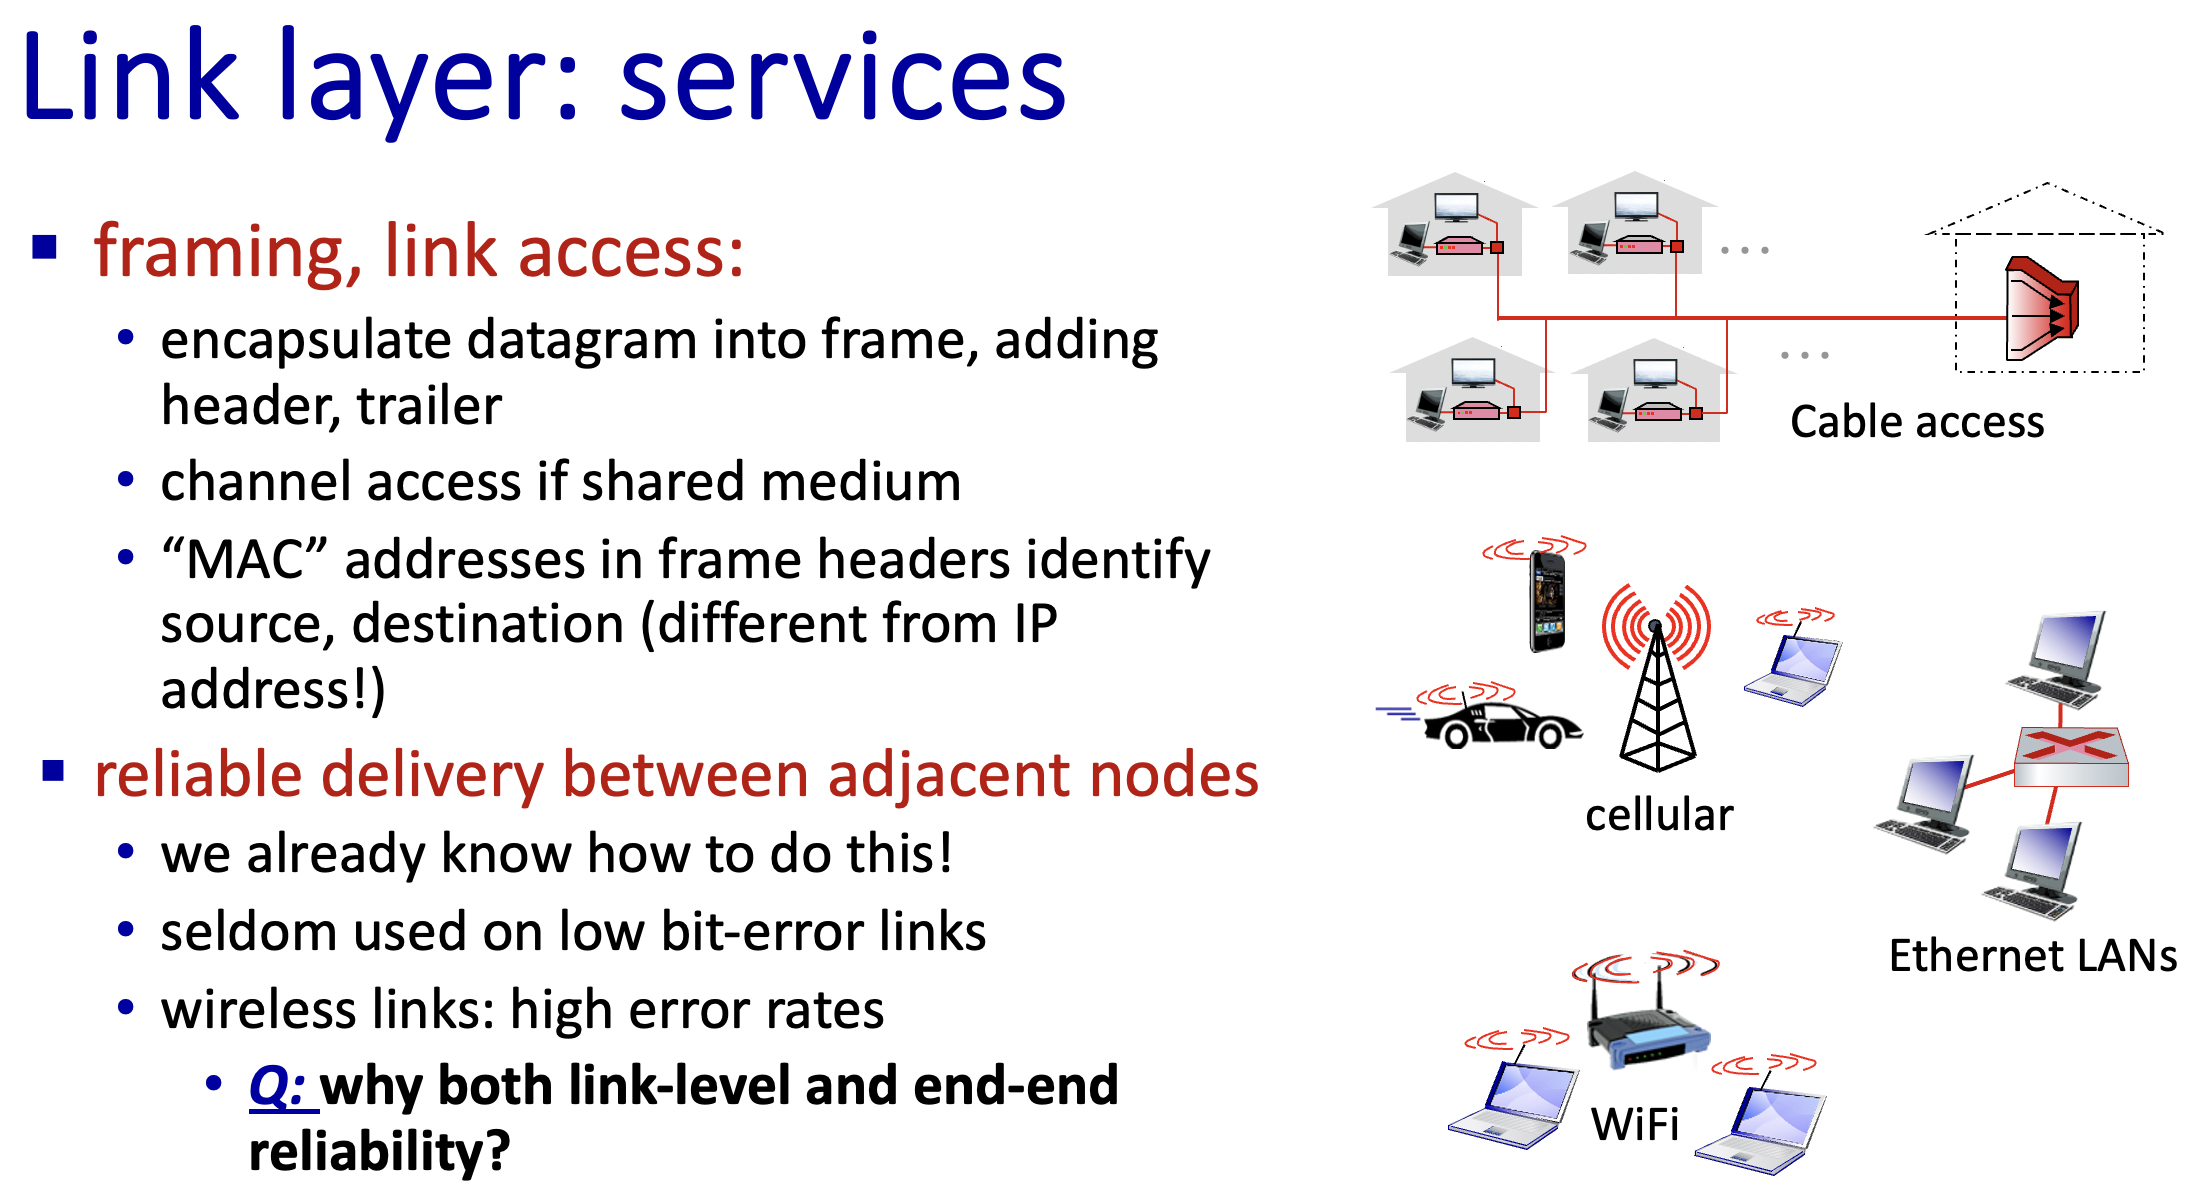 Link layer: services
▪ framing, link access:
• encapsulate datagram into frame, adding
header, trailer
• channel access if shared medium
• “MAC” addresses in frame headers identify
source, destination (different from IP
address!)
▪ reliable delivery between adjacent nodes
• we already know how to do this!
• seldom used on low bit-error links
• wireless links: high error rates
• Q: why both link-level and end-end
reliability?
Cable access
cellular
Ethernet LANs
WiFi